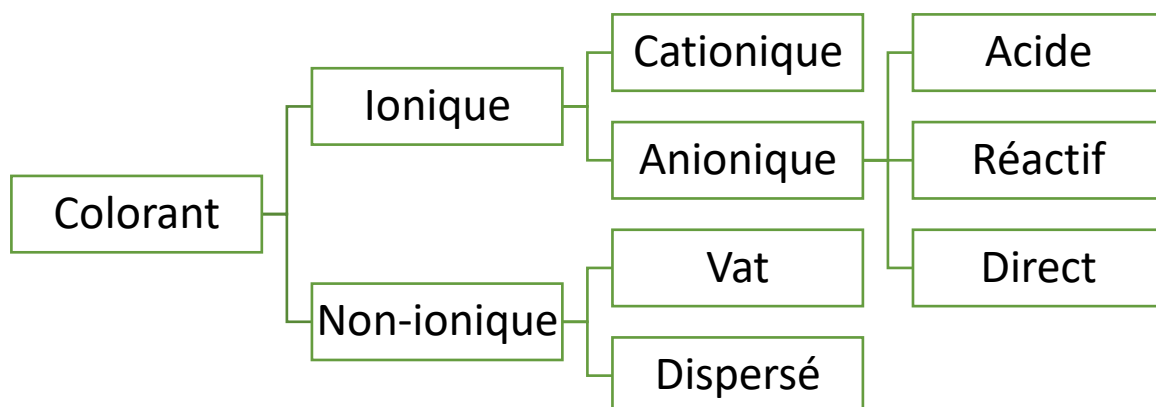 Colorant
Ionique
Cationique
Anionique
Acide
Réactif
Direct
Non-ionique
Vat
Dispersé